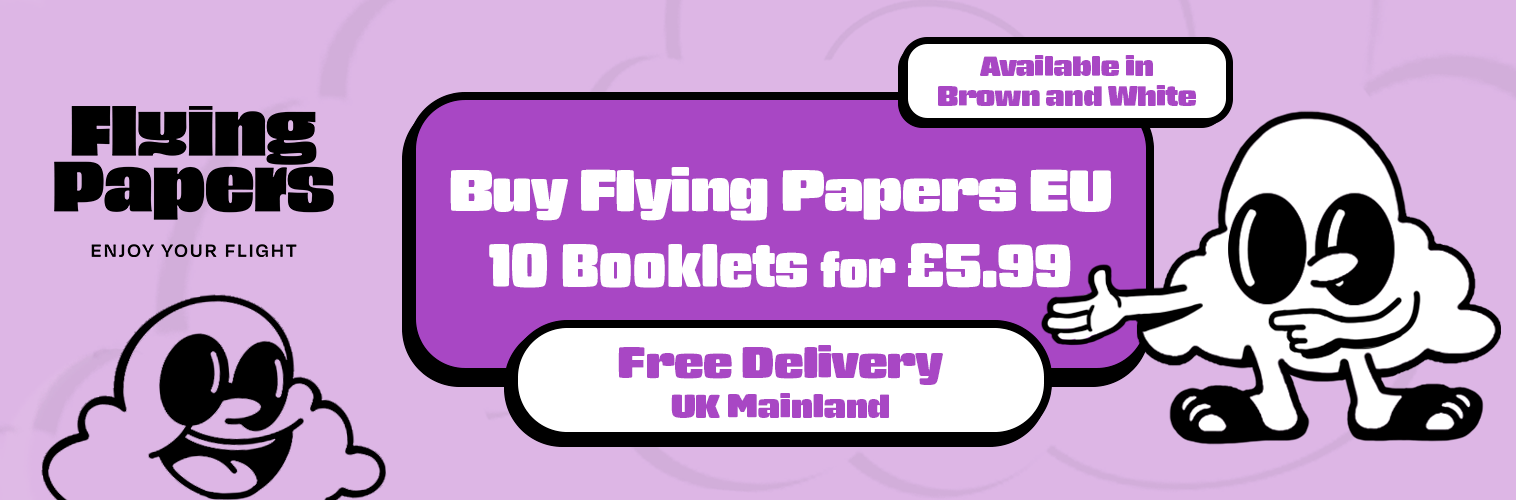 Flying
Papers
ENJOY YOUR FLIGHT
Available in
Brown and White
Buy Flying Papers EU
10 Booklets for £5.99
Free Delivery
UK Mainland